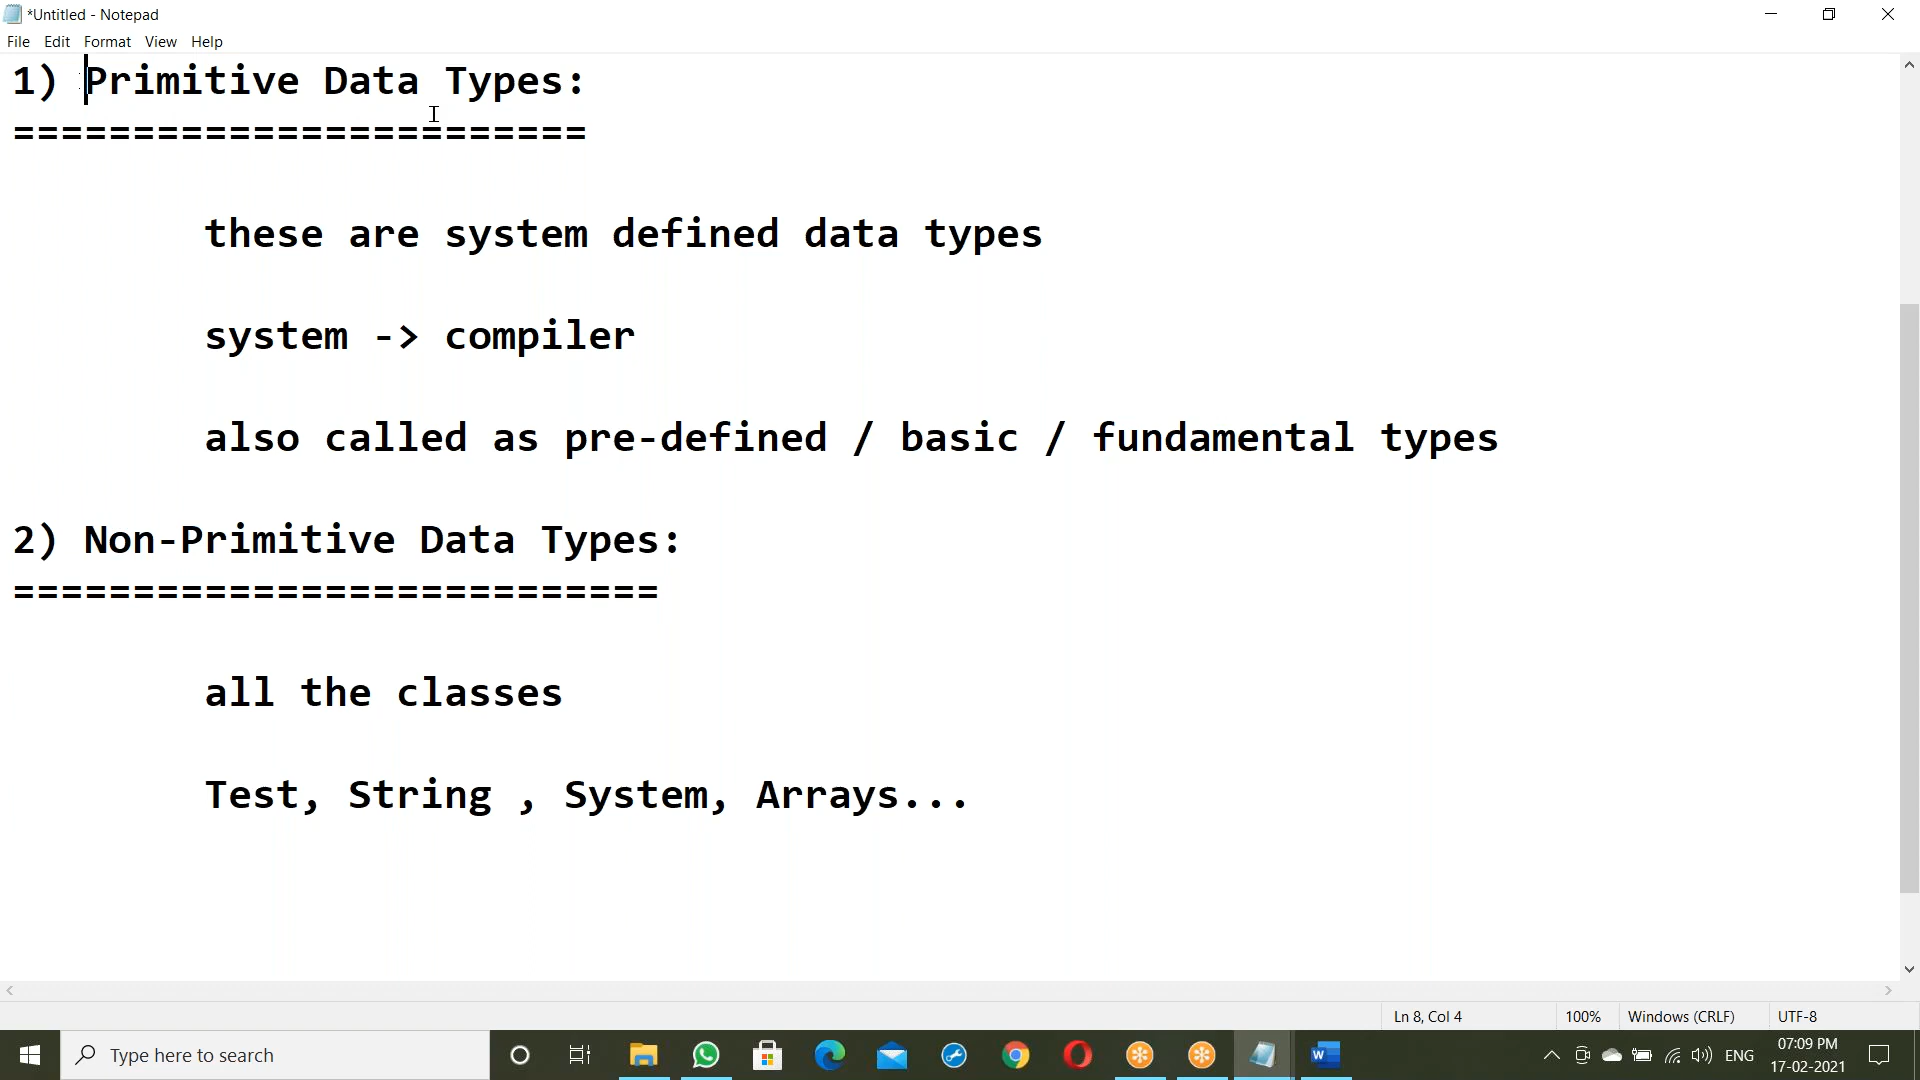 *Untitled - Notepad
File Edit Format View Help
1) Primitive Data Types:
========================
these are system defined data types
system -> compiler
also called as pre-defined / basic / fundamental types
2) Non-Primitive Data Types:
===========================
all the classes
Test, String , System, Arrays...
Ln 8, Col 4 100% Windows (CRLF) UTF-8
Type here to search
W
ENG
07:09 PM
17-02-2021